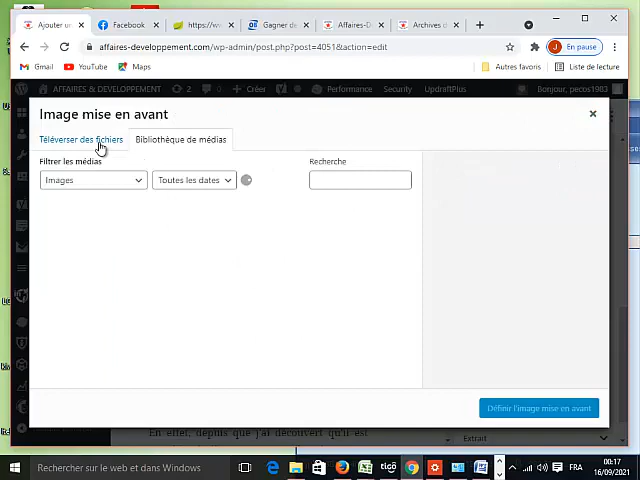 Ajouter u
Facebook
https://w
Gagner de
Affaires-D
Archives d
affaires-developpement.com/wp-admin/post.php?post=4051&action=edit
J En pause
Gmail
YouTube
Maps
Autres favoris
Liste de lecture
AFFAIRES & DEVELOPPEMENT
2
0
Créer
Performance
Security
UpdraftPlus
Bonjour, pecos1983
Image mise en avant
Téléverser des fichiers
Bibliothèque de médias
Filtrer les médias
Recherche
Images
Toutes les dates
Définir l'image mise en avant
En effet, depuis que j'ai découvert qu'il est
Extrait
Rechercher sur le web et dans Windows
tigo
FRA
00:17
16/09/2021